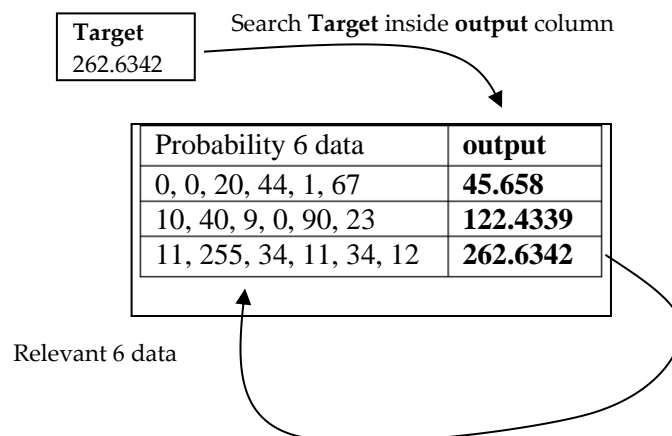 Target
262.6342
Search Target inside output column
Probability 6 data output
0, 0, 20, 44, 1, 67 45.658
10, 40, 9, 0, 90, 23 122.4339
11, 255, 34, 11, 34, 12 262.6342
Relevant 6 data